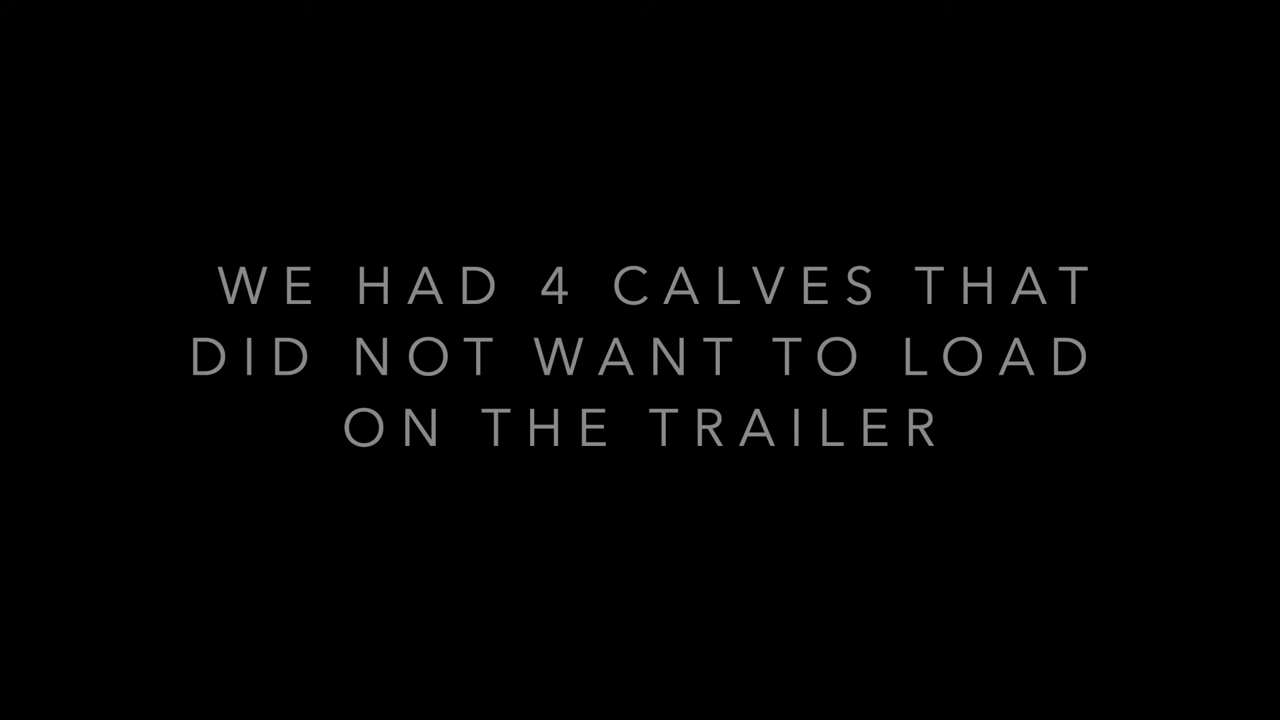 WE HAD 4 CALVES THAT
DID NOT WANT TO LOAD
ON THE TRAILER